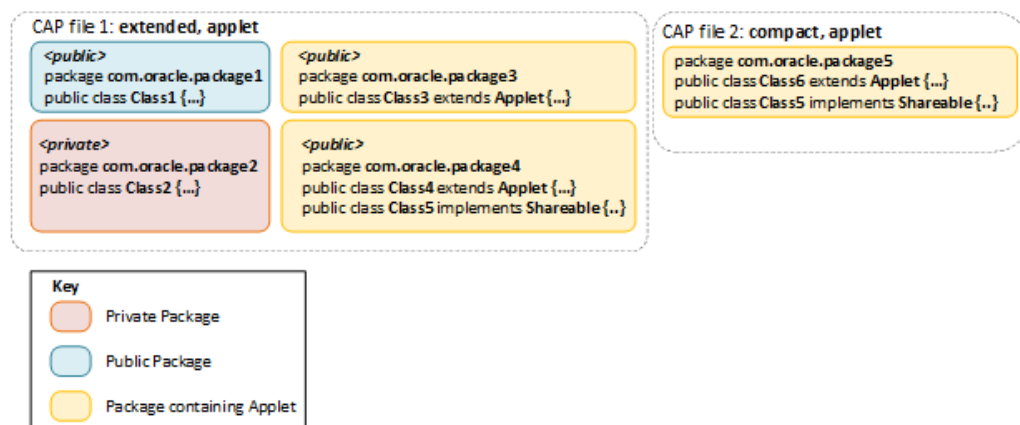 CAP file 1: extended, applet
<public>
package com.oracle.package1
public class Class1 {...}
<public>
package com.oracle.package3
public class Class3 extends Applet {...}
<private>
package com.oracle.package2
public class Class2 {...}
<public>
package com.oracle.package4
public class Class4 extends Applet {...}
public class Class5 implements Shareable {..}
CAP file 2: compact, applet
package com.oracle.package5
public class Class6 extends Applet {...}
public class Class5 implements Shareable {..}
Key
Private Package
Public Package
Package containing Applet